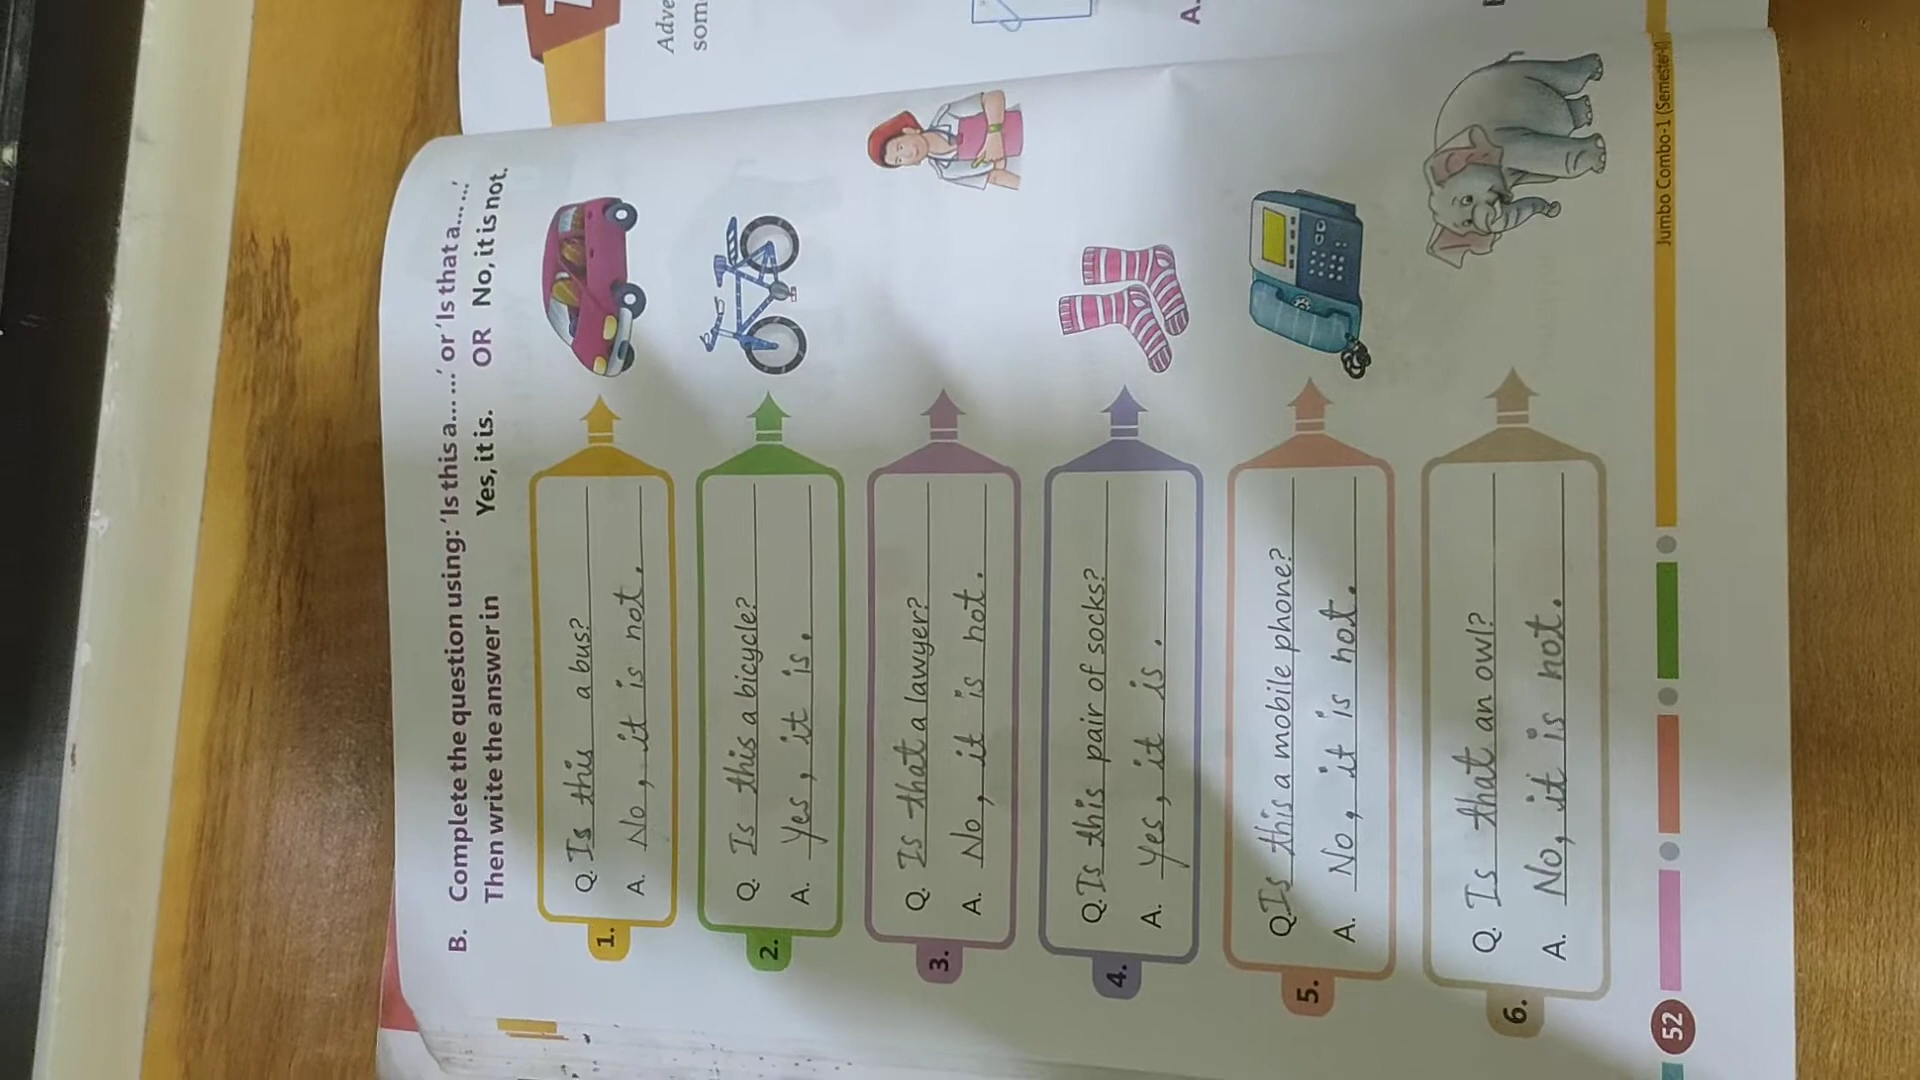 B. Complete the question using: 'Is this a... ...' or 'Is that a... ...'
Then write the answer in Yes, it is. OR No, it is not.
1. Q. Is this a bus?
A. No, it is not.
2. Q. Is this a bicycle?
A. Yes, it is.
3. Q. Is that a lawyer?
A. No, it is not.
4. Q. Is this pair of socks?
A. Yes, it is.
5. Q. Is this a mobile phone?
A. No, it is not.
6. Q. Is that an owl?
A. No, it is not.
52
Jumbo Combo-1 (Semester-II)
Adve
som
A.